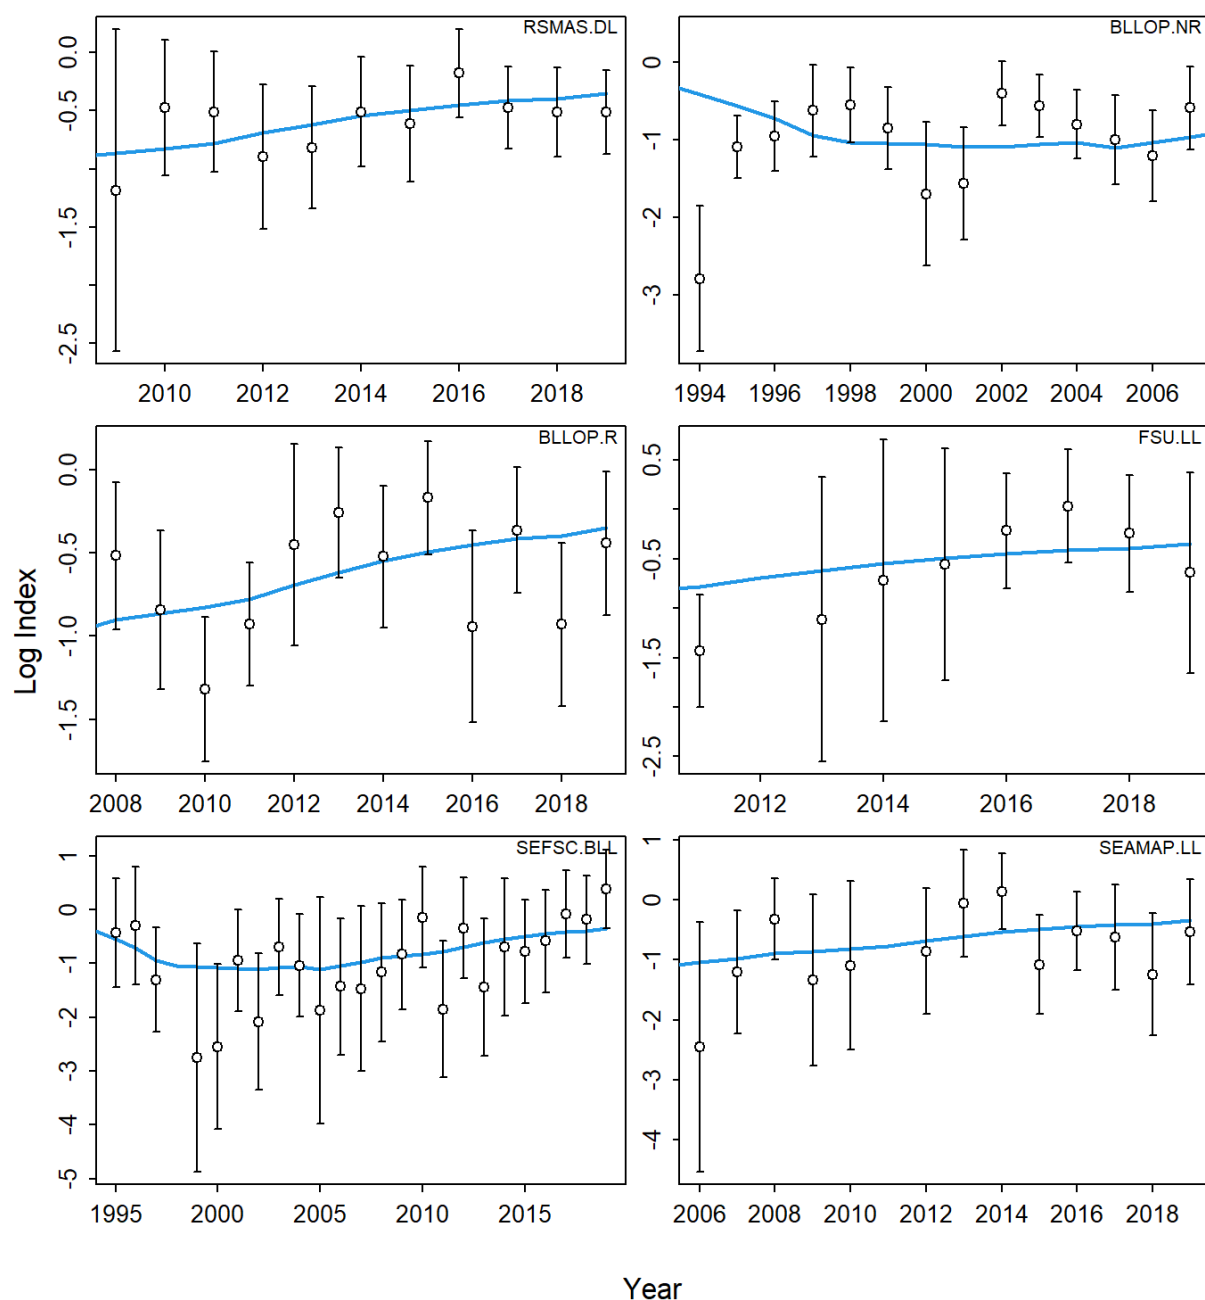 RSMAS.DL
0.0
-0.5
-1.5
-2.5
2010 2012 2014 2016 2018
BLLOP.NR
0
-1
-2
-3
1994 1996 1998 2000 2002 2004 2006
BLLOP.R
0.0
-0.5
-1.0
-1.5
2008 2010 2012 2014 2016 2018
FSU.LL
0.5
-0.5
-1.5
-2.5
2012 2014 2016 2018
SEFSC.BLL
1
0
-1
-2
-3
-4
-5
1995 2000 2005 2010 2015
SEAMAP.LL
1
0
-1
-2
-3
-4
2006 2008 2010 2012 2014 2016 2018
Log Index
Year